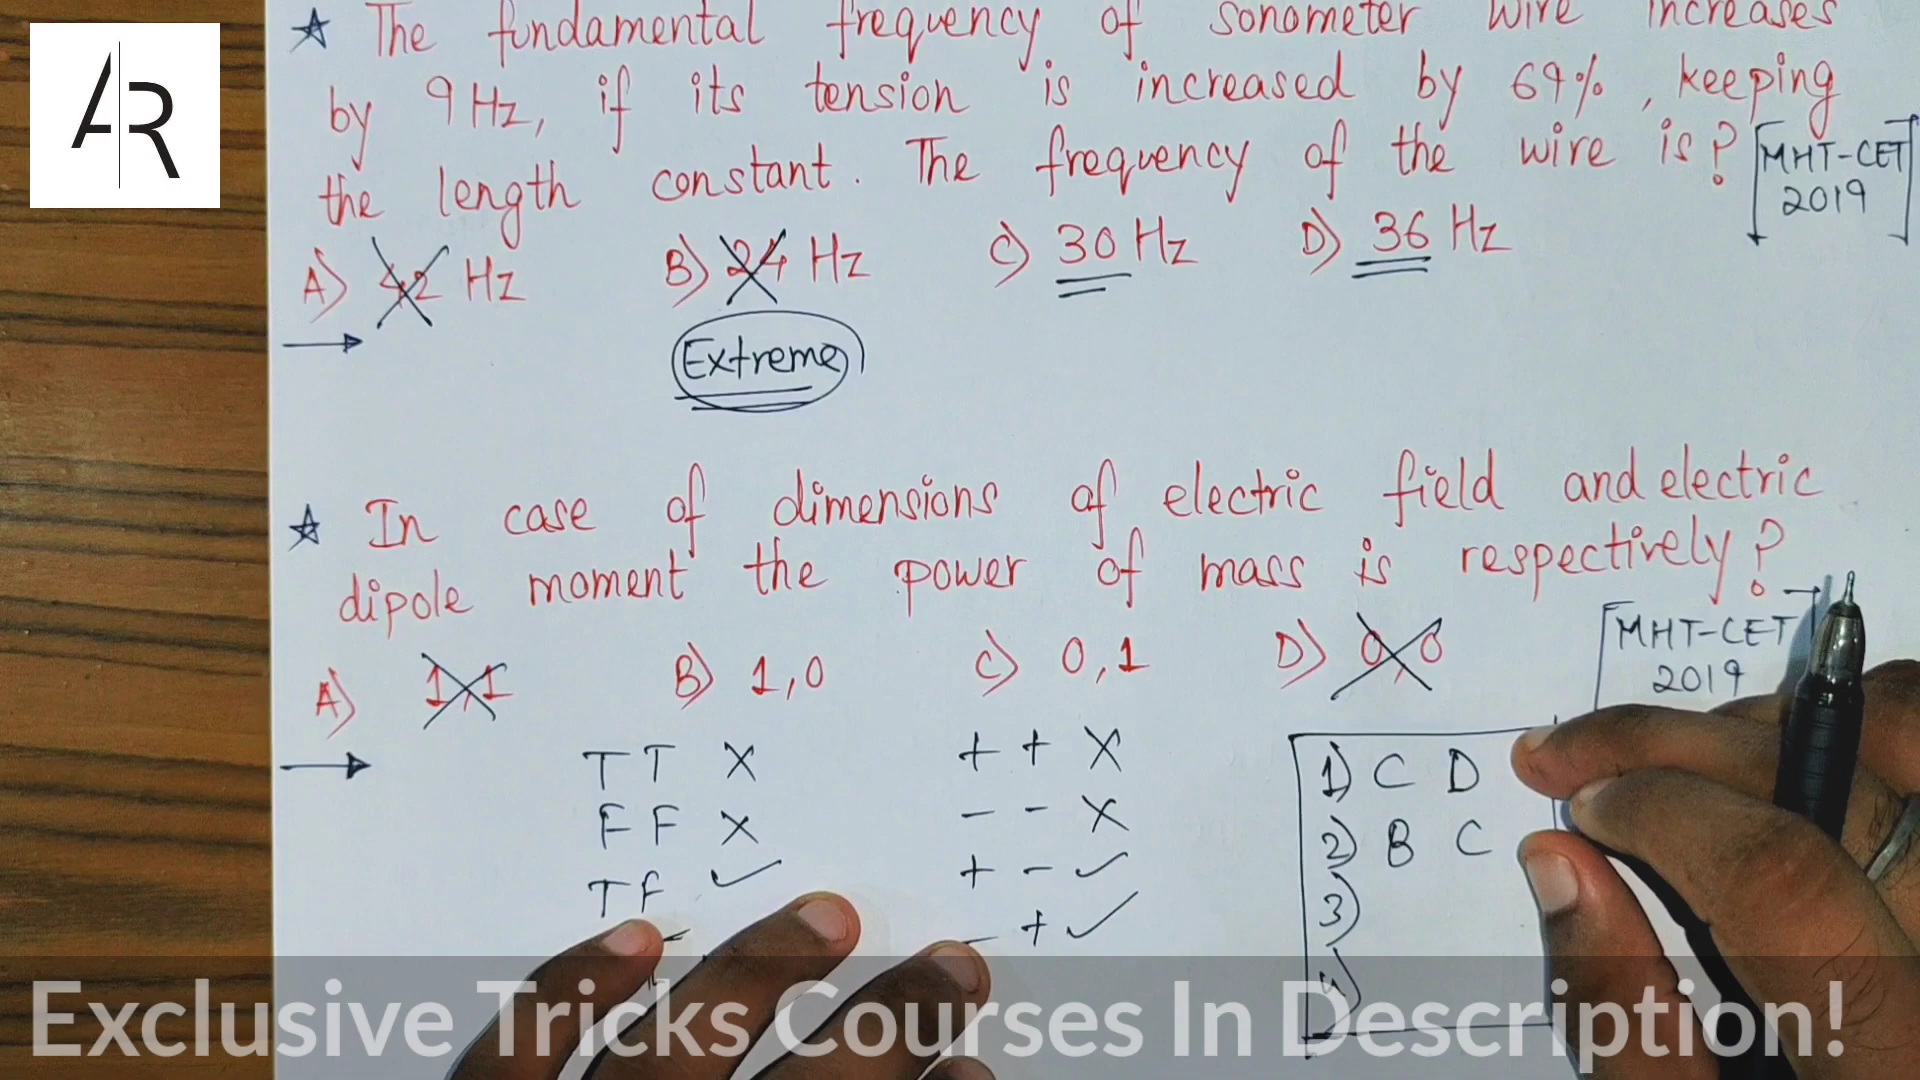 AR
★ The fundamental frequency of sonometer wire increases
by 9 Hz, if its tension is increased by 69%, keeping
the length constant. The frequency of the wire is?
[MHT-CET
2019]
A) 42 Hz B) 24 Hz C) 30 Hz D) 36 Hz
→
Extreme
★ In case of dimensions of electric field and electric
dipole moment the power of mass is respectively?
[MHT-CET
2019
A) 1,1 B) 1,0 C) 0,1 D) 0,0
→
T T X
F F X
T F ✓
+ + X
- - X
+ - ✓
- + ✓
1) C D
2) B C
3)
4)
Exclusive Tricks Courses In Description!